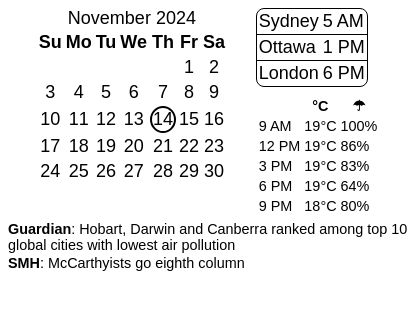 November 2024
Su Mo Tu We Th Fr Sa
1 2
3 4 5 6 7 8 9
10 11 12 13 14 15 16
17 18 19 20 21 22 23
24 25 26 27 28 29 30
Sydney 5 AM
Ottawa 1 PM
London 6 PM
°C ☂
9 AM 19°C 100%
12 PM 19°C 86%
3 PM 19°C 83%
6 PM 19°C 64%
9 PM 18°C 80%
Guardian: Hobart, Darwin and Canberra ranked among top 10
global cities with lowest air pollution
SMH: McCarthyists go eighth column